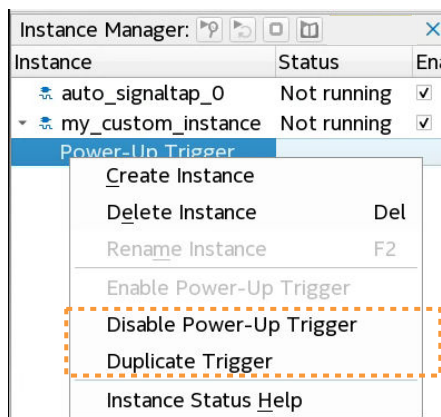 Instance Manager:
Instance Status Ena
auto_signaltap_0 Not running
my_custom_instance Not running
Power-Up Trigger
Create Instance
Delete Instance Del
Rename Instance F2
Enable Power-Up Trigger
Disable Power-Up Trigger
Duplicate Trigger
Instance Status Help